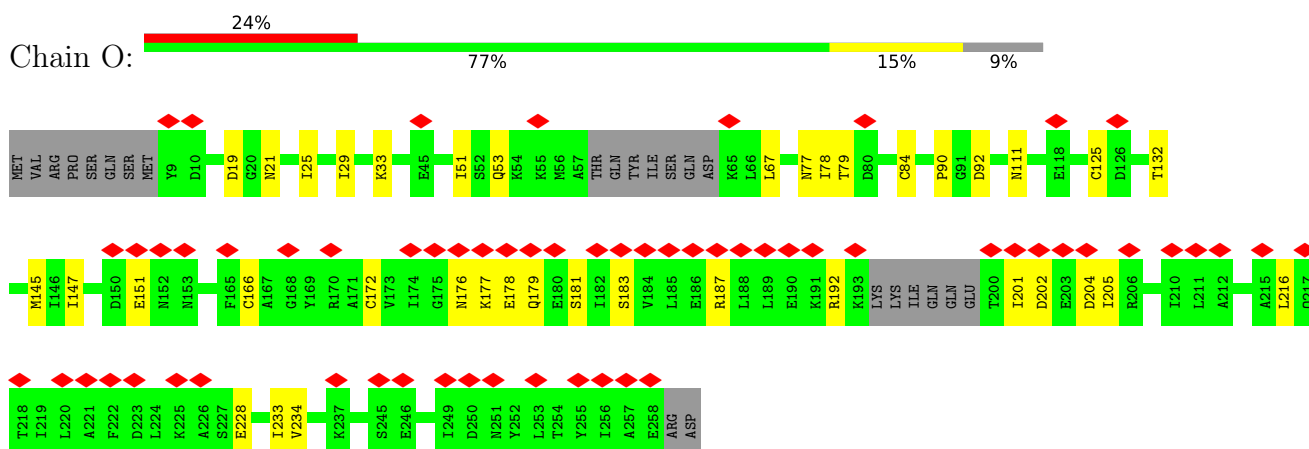 24%
Chain O:
77% 15% 9%
MET VAL ARG PRO SER GLN SER MET Y9 D10 D19 G20 N21 I25 I29 K33 E45 I51 S52 Q53 K54 K55 M56 A57 THR GLN TYR ILE SER GLN ASP K65 L66 L67 N77 I78 T79 D80 C84 P90 G91 D92 N111 E118 C125 D126 T132
M145 I146 I147 D150 E151 N152 N153 F165 C166 A167 G168 Y169 R170 A171 C172 V173 I174 G175 N176 K177 E178 Q179 E180 S181 I182 S183 V184 L185 E186 R187 L188 L189 E190 K191 R192 K193 LYS LYS ILE GLN GLN GLU T200 I201 D202 E203 D204 I205 R206 I210 L211 A212 A215 L216
T218 I219 L220 A221 F222 D223 L224 K225 A226 S227 E228 I233 V234 K237 S245 E246 I249 D250 N251 Y252 L253 T254 Y255 I256 A257 E258 ARG ASP